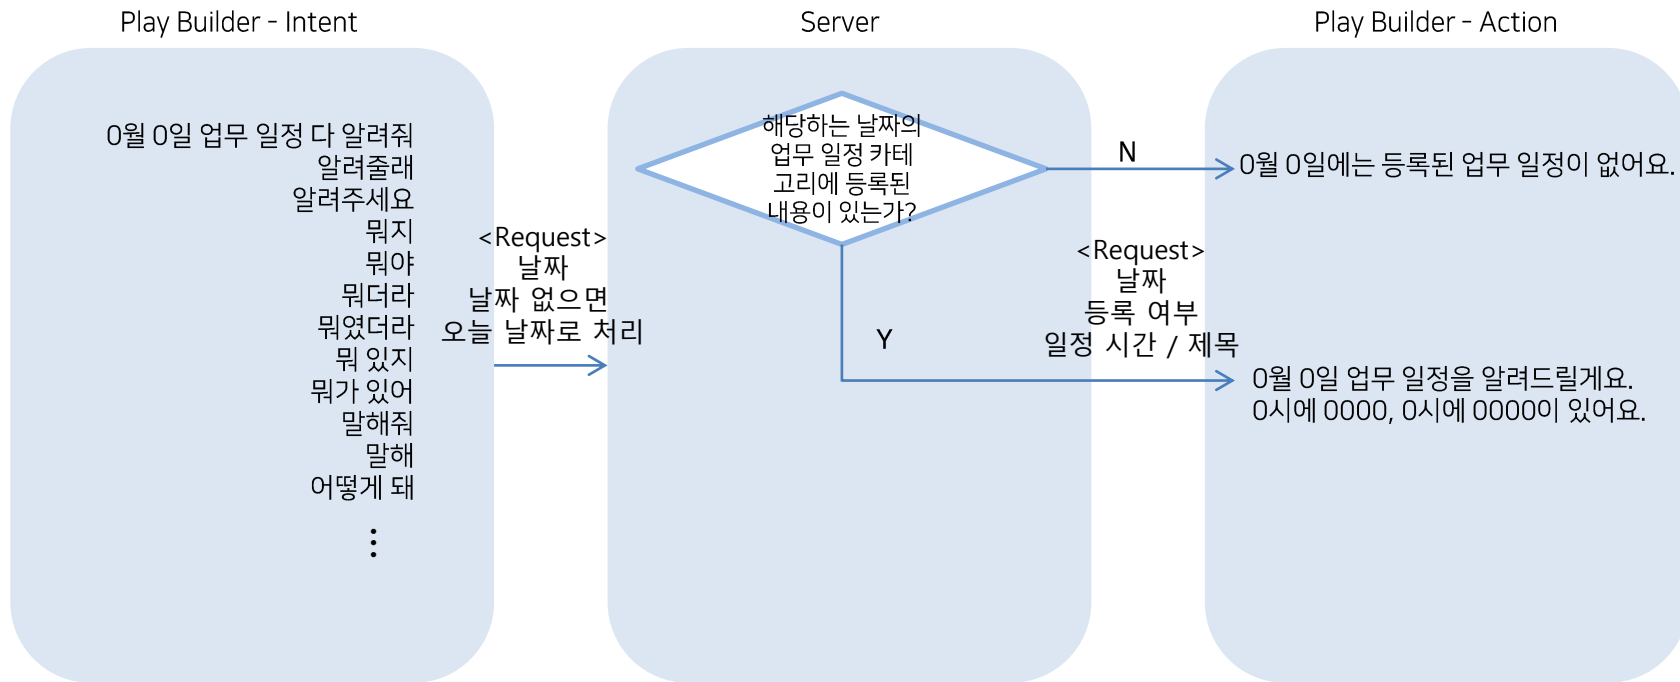 Play Builder - Intent
0월 0일 업무 일정 다 알려줘
알려줄래
알려주세요
뭐지
뭐야
뭐더라
뭐였더라
뭐 있지
뭐가 있어
말해줘
말해
어떻게 돼
⋮
<Request>
날짜
날짜 없으면
오늘 날짜로 처리
Server
해당하는 날짜의
업무 일정 카테
고리에 등록된
내용이 있는가?
N
Y
<Request>
날짜
등록 여부
일정 시간 / 제목
Play Builder - Action
0월 0일에는 등록된 업무 일정이 없어요.
0월 0일 업무 일정을 알려드릴게요.
0시에 0000, 0시에 0000이 있어요.